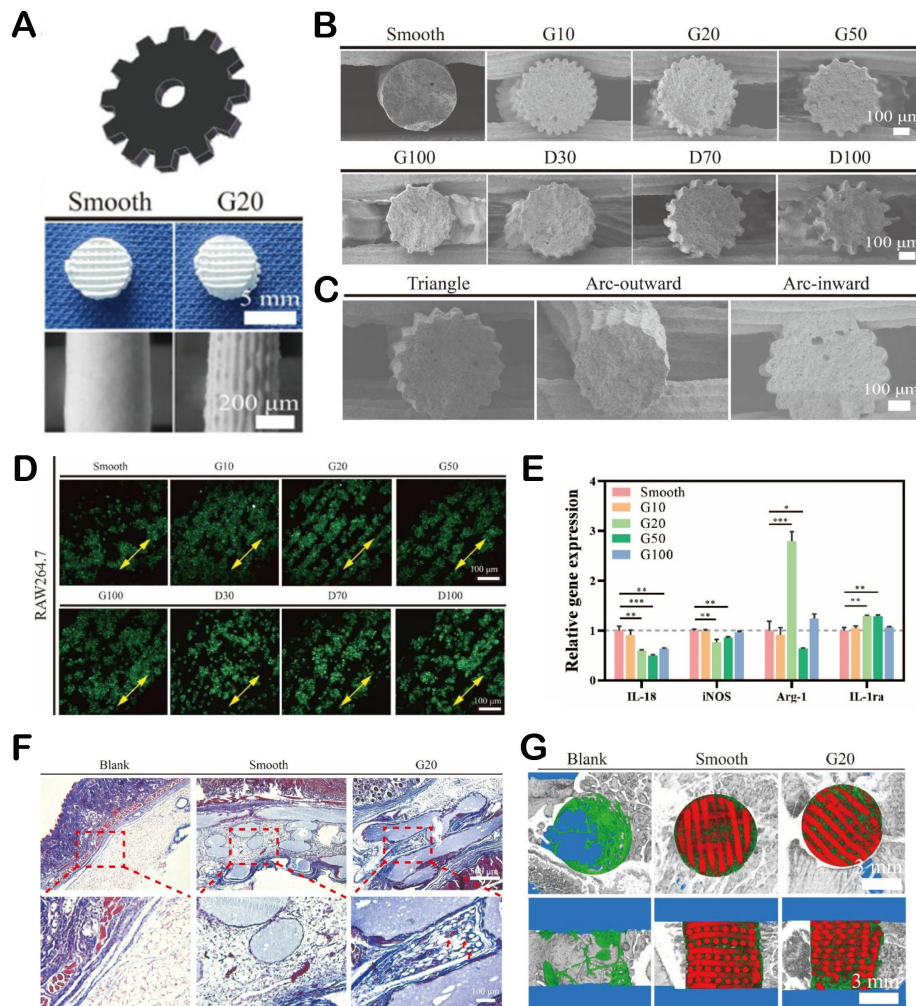 A
Smooth G20
5 mm
200 μm
B
Smooth G10 G20 G50
100 μm
G100 D30 D70 D100
100 μm
C
Triangle Arc-outward Arc-inward
100 μm
D
RAW264.7
Smooth G10 G20 G50
100 μm
G100 D30 D70 D100
100 μm
E
Relative gene expression
4
3
2
1
0
Smooth
G10
G20
G50
G100
** *** **
** **
*** *
** **
IL-18 iNOS Arg-1 IL-1ra
F
Blank Smooth G20
100 μm
G
Blank Smooth G20
3 mm
3 mm